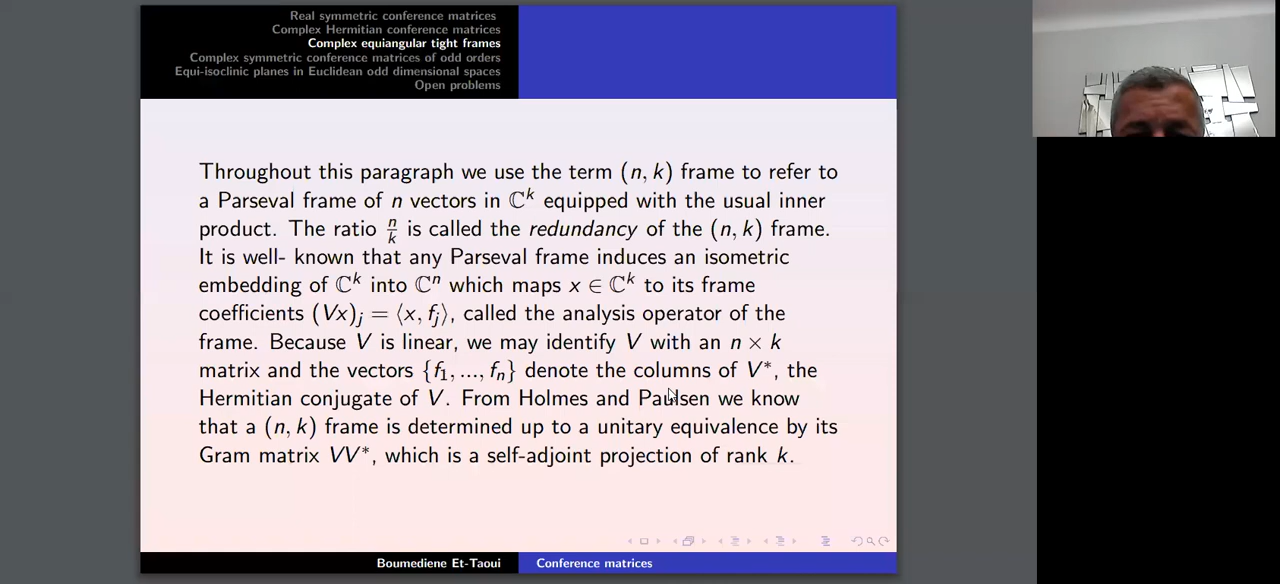 Real symmetric conference matrices
Complex Hermitian conference matrices
Complex equiangular tight frames
Complex symmetric conference matrices of odd orders
Equi-isoclinic planes in Euclidean odd dimensional spaces
Open problems
Throughout this paragraph we use the term (n, k) frame to refer to
a Parseval frame of n vectors in ℂᵏ equipped with the usual inner
product. The ratio n/k is called the redundancy of the (n, k) frame.
It is well- known that any Parseval frame induces an isometric
embedding of ℂᵏ into ℂⁿ which maps x ∈ ℂᵏ to its frame
coefficients (Vx)ⱼ = ⟨x, fⱼ⟩, called the analysis operator of the
frame. Because V is linear, we may identify V with an n × k
matrix and the vectors {f₁, ..., fₙ} denote the columns of V*, the
Hermitian conjugate of V. From Holmes and Paulsen we know
that a (n, k) frame is determined up to a unitary equivalence by its
Gram matrix VV*, which is a self-adjoint projection of rank k.
Boumediene Et-Taoui Conference matrices